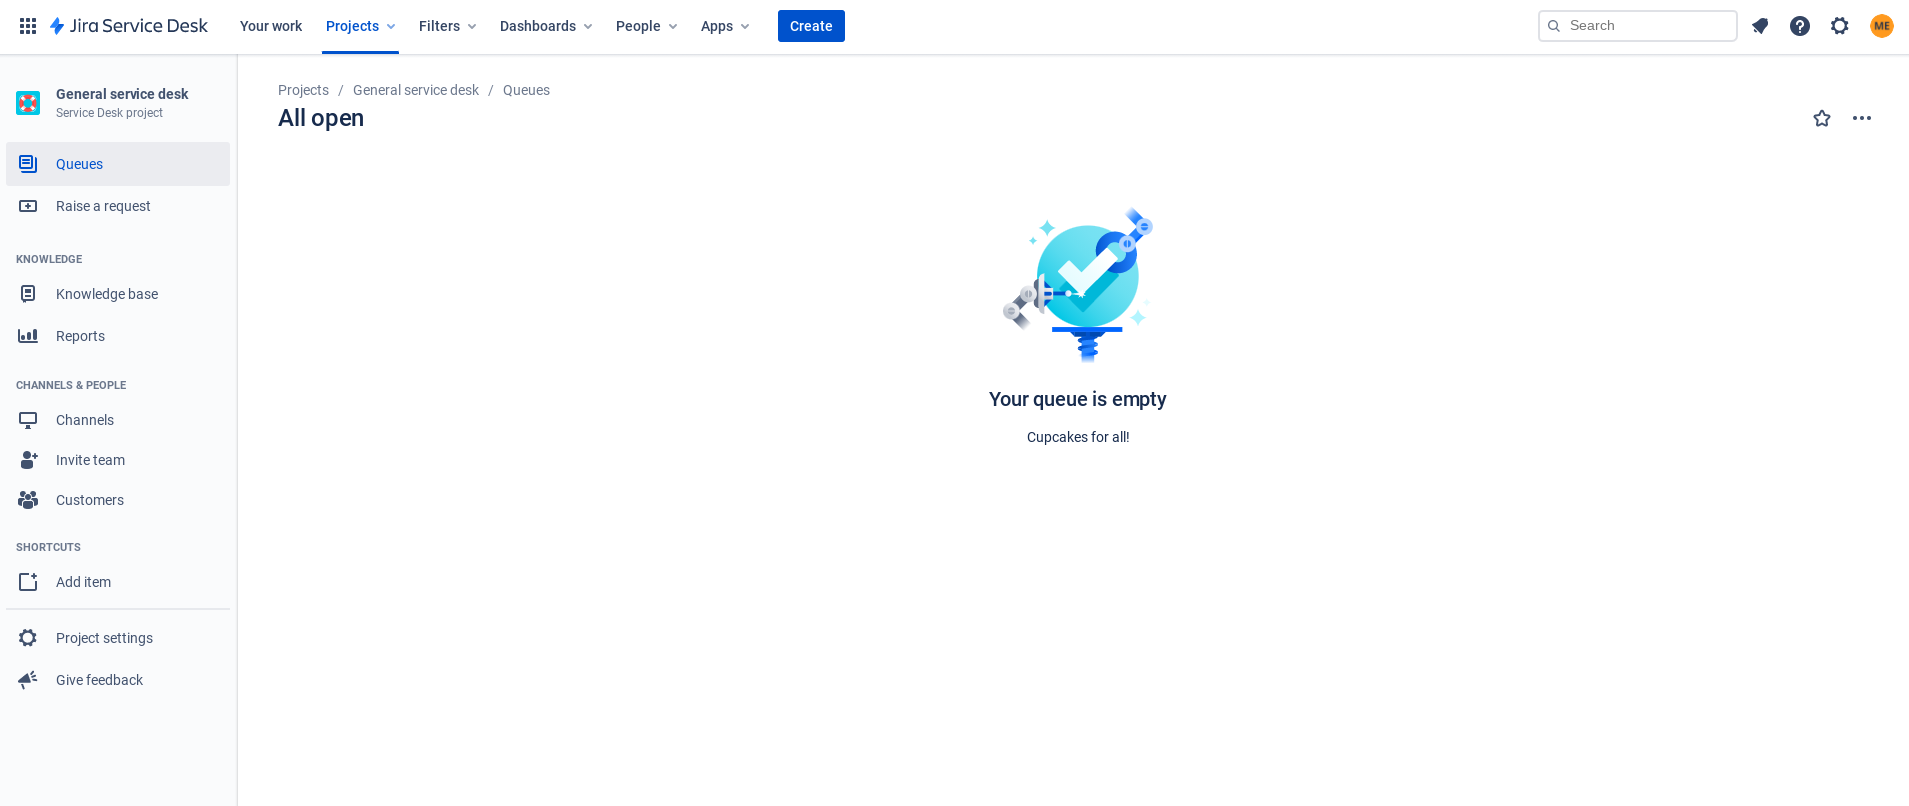 Jira Service Desk
Your work
Projects
Filters
Dashboards
People
Apps
Create
Search
ME
General service desk
Service Desk project
Queues
Raise a request
KNOWLEDGE
Knowledge base
Reports
CHANNELS & PEOPLE
Channels
Invite team
Customers
SHORTCUTS
Add item
Project settings
Give feedback
Projects / General service desk / Queues
All open
Your queue is empty
Cupcakes for all!